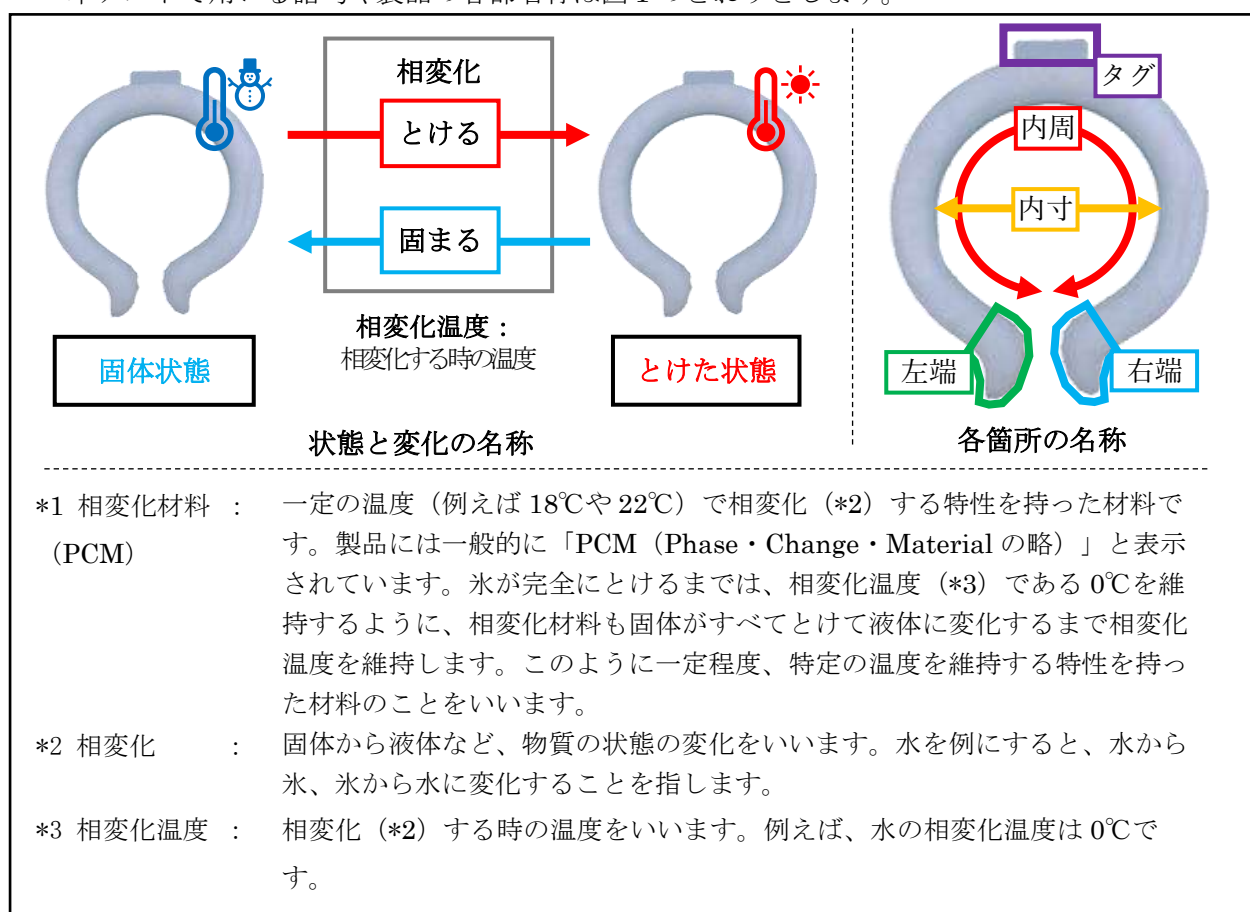 相変化
とける
固まる
相変化温度：
相変化する時の温度
固体状態
とけた状態
状態と変化の名称
タグ
内周
内寸
左端
右端
各箇所の名称
*1 相変化材料 ： 一定の温度（例えば 18℃や 22℃）で相変化（*2）する特性を持った材料で
（PCM） す。製品には一般的に「PCM（Phase・Change・Material の略）」と表示
されています。氷が完全にとけるまでは、相変化温度（*3）である 0℃を維
持するように、相変化材料も固体がすべてとけて液体に変化するまで相変化
温度を維持します。このように一定程度、特定の温度を維持する特性を持っ
た材料のことをいいます。
*2 相変化 ： 固体から液体など、物質の状態の変化をいいます。水を例にすると、水から
氷、氷から水に変化することを指します。
*3 相変化温度 ： 相変化（*2）する時の温度をいいます。例えば、水の相変化温度は 0℃で
す。